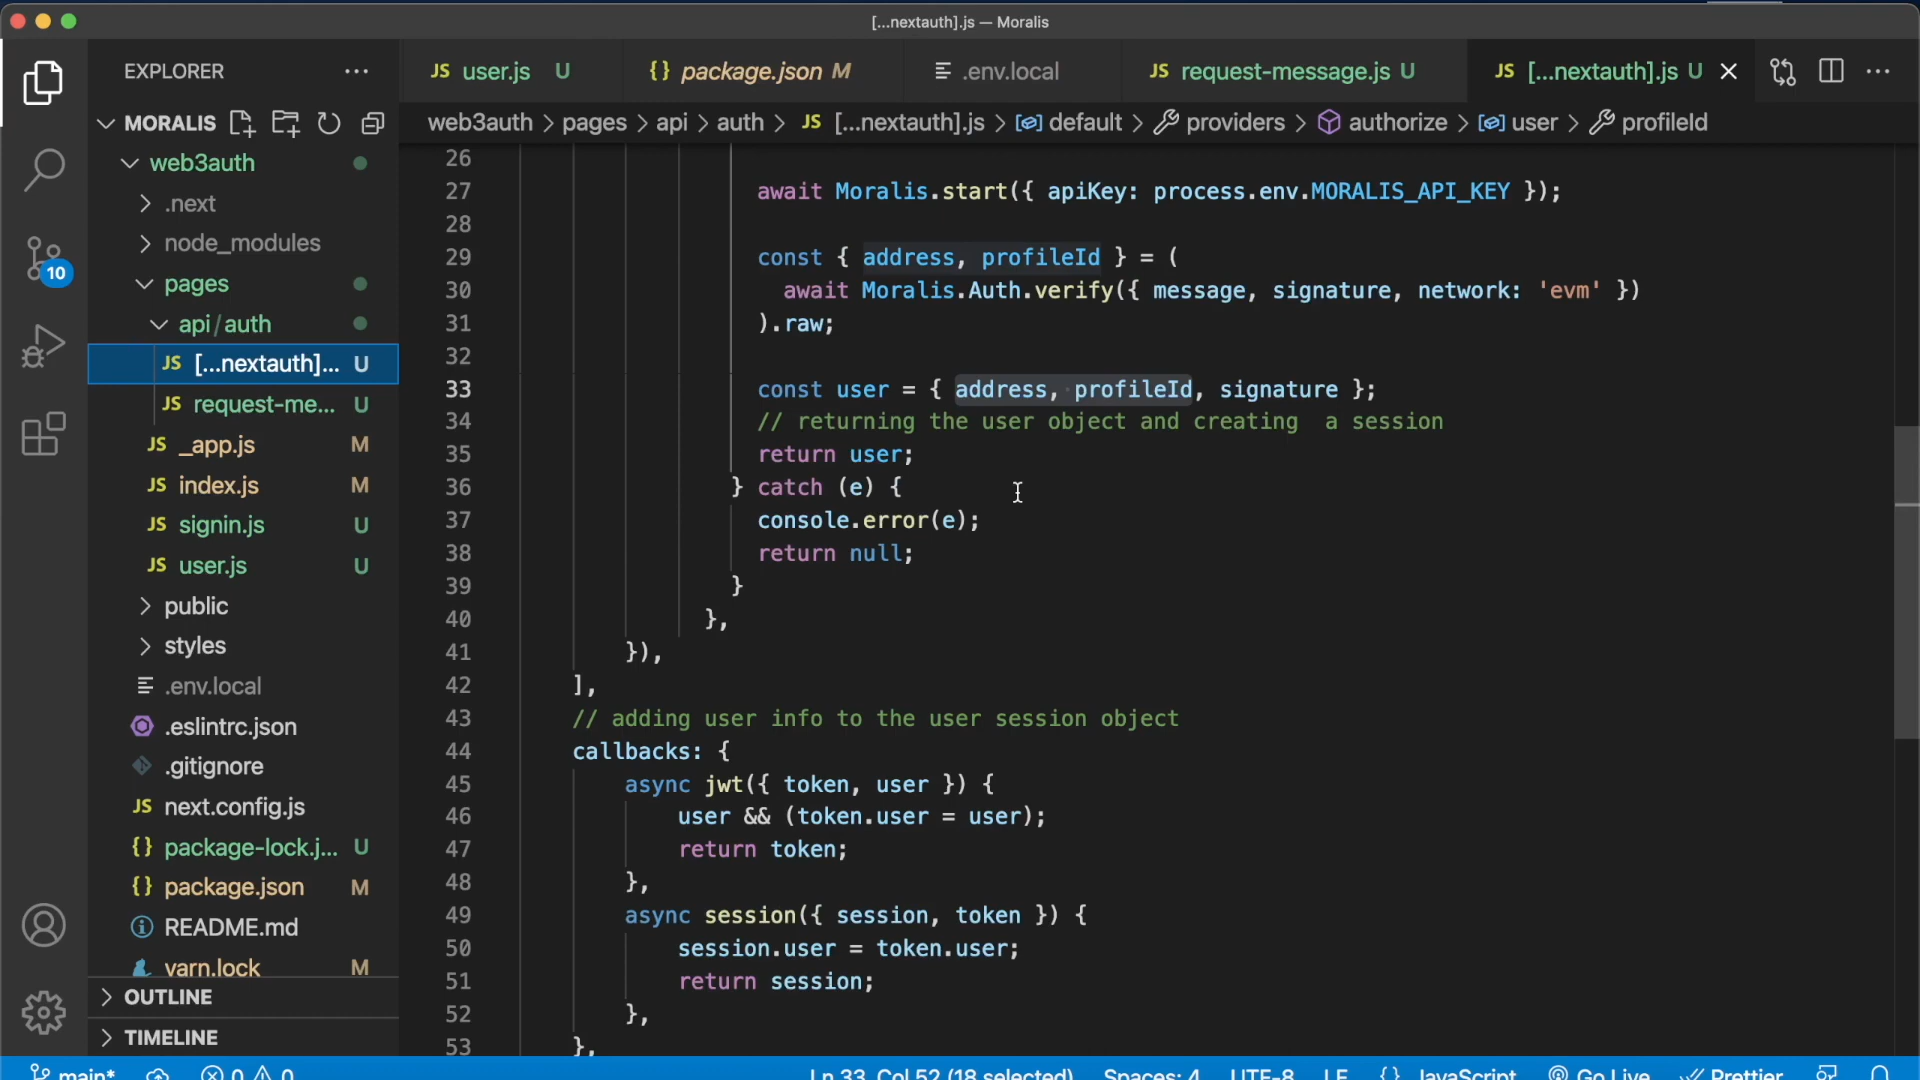 [...nextauth].js — Moralis
EXPLORER
JS user.js U
{} package.json M
.env.local
JS request-message.js U
JS [...nextauth].js U
MORALIS
web3auth > pages > api > auth > JS [...nextauth].js > default > providers > authorize > user > profileId
web3auth
.next
node_modules
pages
api/auth
JS [...nextauth]... U
JS request-me... U
JS _app.js M
JS index.js M
JS signin.js U
JS user.js U
public
styles
.env.local
.eslintrc.json
.gitignore
JS next.config.js
{} package-lock.j... U
{} package.json M
README.md
yarn.lock M
OUTLINE
TIMELINE
10
26
27 await Moralis.start({ apiKey: process.env.MORALIS_API_KEY });
28
29 const { address, profileId } = (
30 await Moralis.Auth.verify({ message, signature, network: 'evm' })
31 ).raw;
32
33 const user = { address, profileId, signature };
34 // returning the user object and creating  a session
35 return user;
36 } catch (e) {
37 console.error(e);
38 return null;
39 }
40 },
41 }),
42 ],
43 // adding user info to the user session object
44 callbacks: {
45 async jwt({ token, user }) {
46 user && (token.user = user);
47 return token;
48 },
49 async session({ session, token }) {
50 session.user = token.user;
51 return session;
52 },
53 },
main* 0 0 Ln 33, Col 52 (18 selected) Spaces: 4 UTF-8 LF {} JavaScript Go Live Prettier